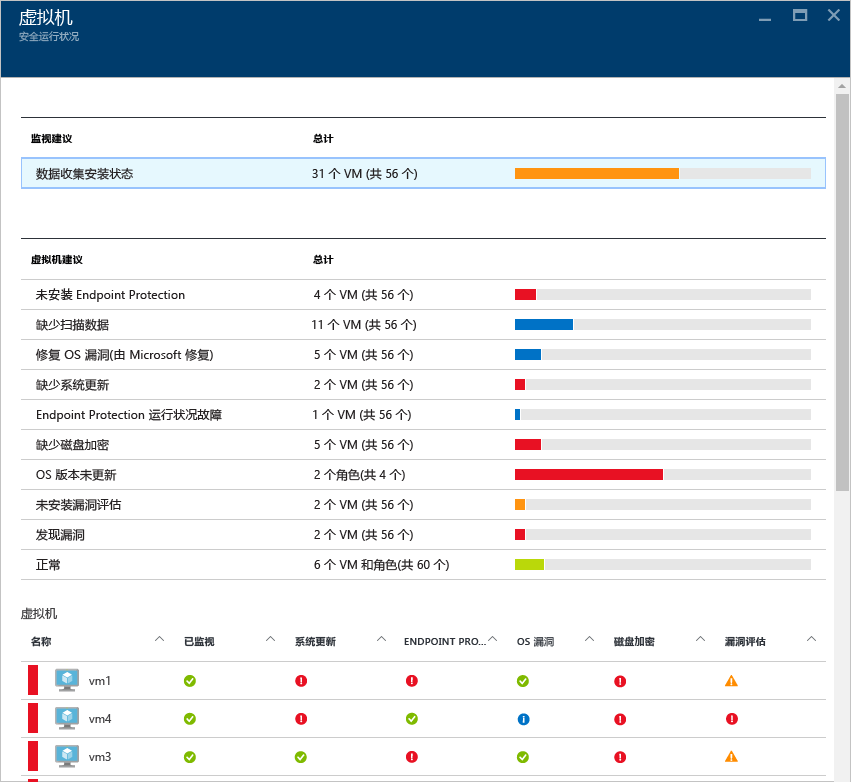 虚拟机
安全运行状况
监视建议 总计
数据收集安装状态 31 个 VM (共 56 个)
虚拟机建议 总计
未安装 Endpoint Protection 4 个 VM (共 56 个)
缺少扫描数据 11 个 VM (共 56 个)
修复 OS 漏洞(由 Microsoft 修复) 5 个 VM (共 56 个)
缺少系统更新 2 个 VM (共 56 个)
Endpoint Protection 运行状况故障 1 个 VM (共 56 个)
缺少磁盘加密 5 个 VM (共 56 个)
OS 版本未更新 2 个角色(共 4 个)
未安装漏洞评估 2 个 VM (共 56 个)
发现漏洞 2 个 VM (共 56 个)
正常 6 个 VM 和角色(共 60 个)
虚拟机
名称 已监视 系统更新 ENDPOINT PRO... OS 漏洞 磁盘加密 漏洞评估
vm1
vm4
vm3